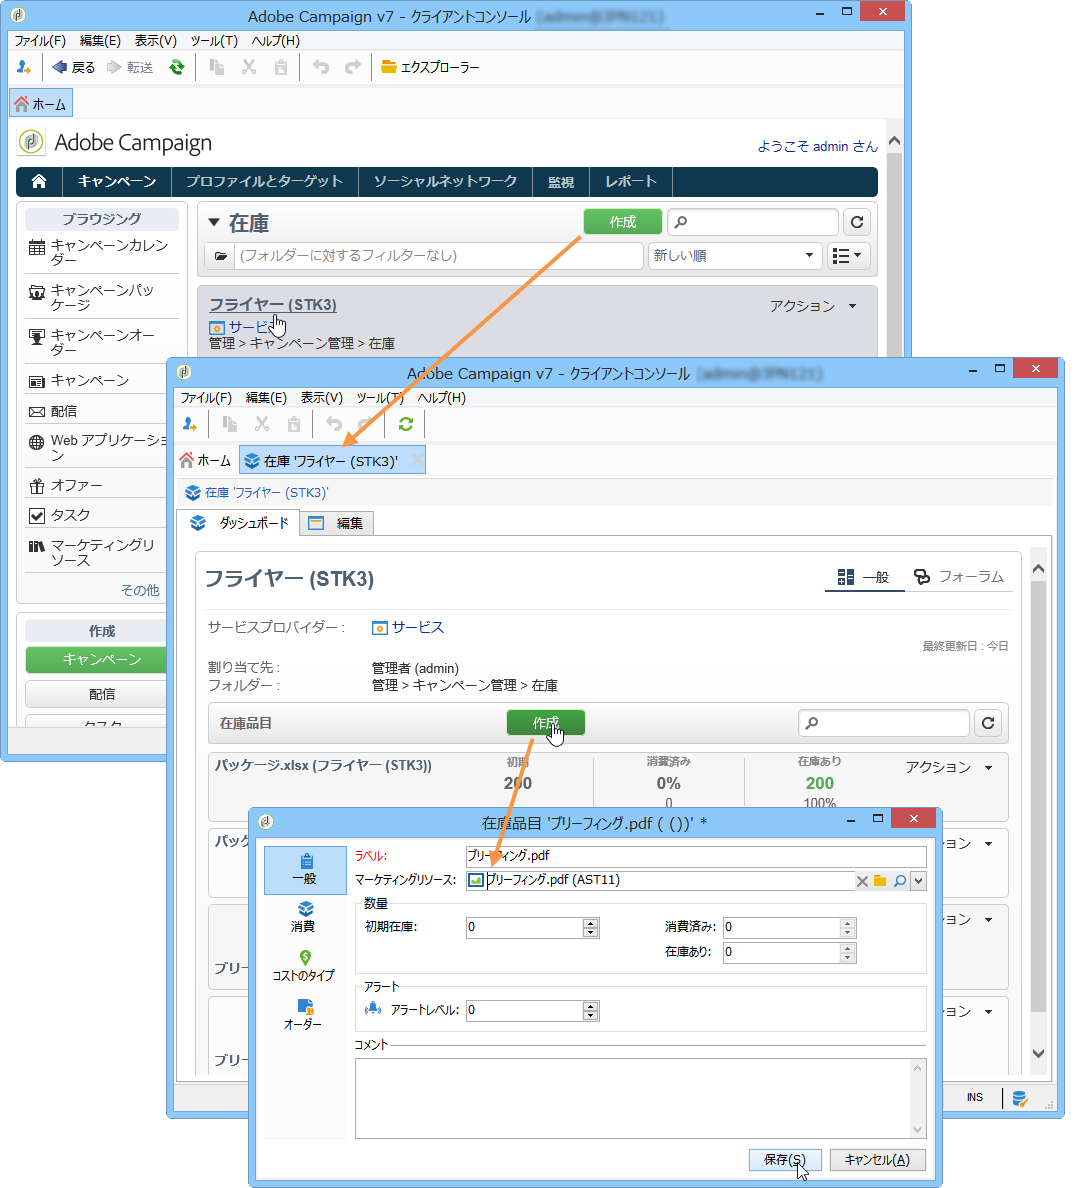 Adobe Campaign v7 - クライアントコンソール
ファイル(F) 編集(E) 表示(V) ツール(T) ヘルプ(H)
戻る 転送 エクスプローラー
ホーム
Adobe Campaign
ようこそ admin さん
キャンペーン プロファイルとターゲット ソーシャルネットワーク 監視 レポート
ブラウジング
キャンペーンカレン
ダー
キャンペーンパッ
ケージ
キャンペーンオー
ダー
キャンペーン
配信
Web アプリケーショ
ン
オファー
タスク
マーケティングリ
ソース
その他
作成
キャンペーン
配信
タスク
在庫 作成
(フォルダーに対するフィルターなし) 新しい順
フライヤー (STK3) アクション
サービス
管理 > キャンペーン管理 > 在庫
Adobe Campaign v7 - クライアントコンソール
ファイル(F) 編集(E) 表示(V) ツール(T) ヘルプ(H)
ホーム 在庫 'フライヤー (STK3)'
在庫 'フライヤー (STK3)'
ダッシュボード 編集
フライヤー (STK3) 一般 フォーラム
サービスプロバイダー : サービス
最終更新日 : 今日
割り当て先 : 管理者 (admin)
フォルダー : 管理 > キャンペーン管理 > 在庫
在庫品目 作成
パッケージ.xlsx (フライヤー (STK3)) 初期 消費済み 在庫あり アクション
200 0% 200
0 100%
パック
ョン
ョン
ブリー
ョン
ブリー
INS
在庫品目 'ブリーフィング.pdf ( ())' *
一般
消費
コストのタイプ
オーダー
ラベル: ブリーフィング.pdf
マーケティングリソース: ブリーフィング.pdf (AST11)
数量
初期在庫: 0 消費済み: 0
在庫あり: 0
アラート
アラートレベル: 0
コメント
保存(S) キャンセル(A)